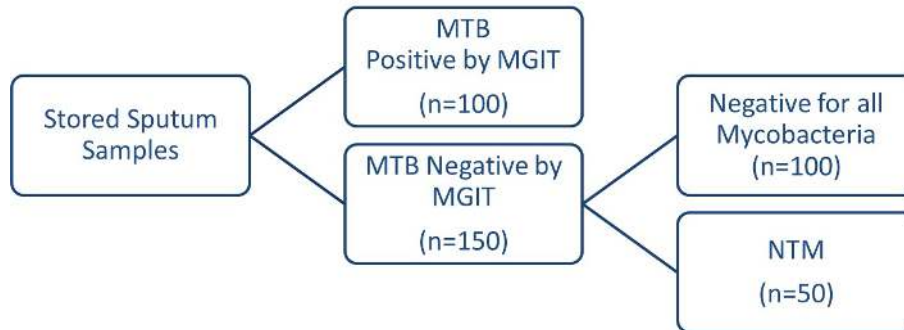 Stored Sputum
Samples
MTB
Positive by MGIT
(n=100)
MTB Negative by
MGIT
(n=150)
Negative for all
Mycobacteria
(n=100)
NTM
(n=50)